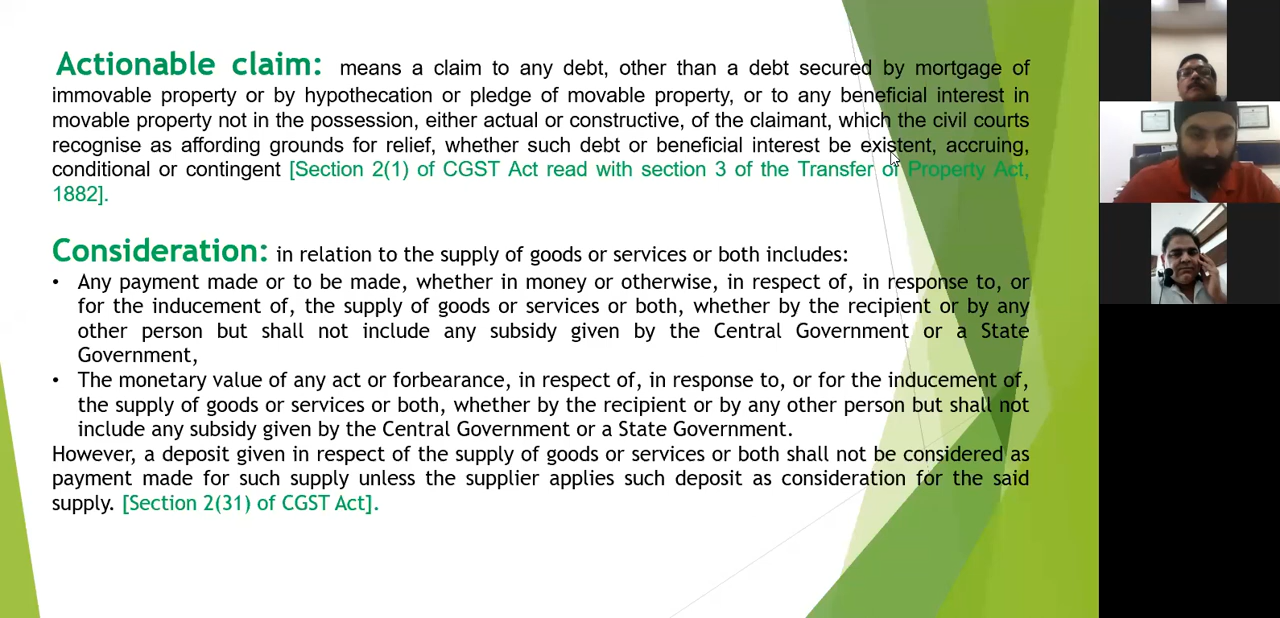 Actionable claim: means a claim to any debt, other than a debt secured by mortgage of
immovable property or by hypothecation or pledge of movable property, or to any beneficial interest in
movable property not in the possession, either actual or constructive, of the claimant, which the civil courts
recognise as affording grounds for relief, whether such debt or beneficial interest be existent, accruing,
conditional or contingent [Section 2(1) of CGST Act read with section 3 of the Transfer of Property Act,
1882].
Consideration: in relation to the supply of goods or services or both includes:
• Any payment made or to be made, whether in money or otherwise, in respect of, in response to, or
for the inducement of, the supply of goods or services or both, whether by the recipient or by any
other person but shall not include any subsidy given by the Central Government or a State
Government,
• The monetary value of any act or forbearance, in respect of, in response to, or for the inducement of,
the supply of goods or services or both, whether by the recipient or by any other person but shall not
include any subsidy given by the Central Government or a State Government.
However, a deposit given in respect of the supply of goods or services or both shall not be considered as
payment made for such supply unless the supplier applies such deposit as consideration for the said
supply. [Section 2(31) of CGST Act].